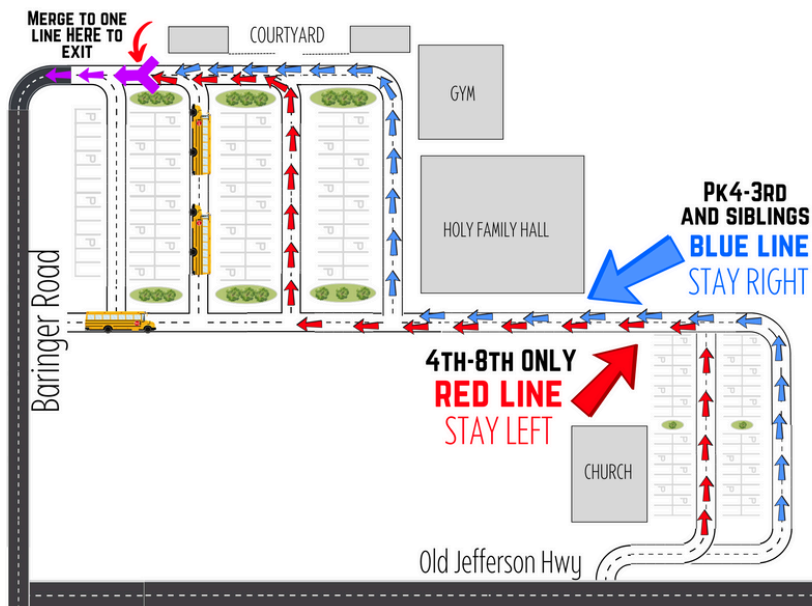 MERGE TO ONE
LINE HERE TO
EXIT
COURTYARD
GYM
HOLY FAMILY HALL
PK4-3RD
AND SIBLINGS
BLUE LINE
STAY RIGHT
Baringer Road
4TH-8TH ONLY
RED LINE
STAY LEFT
CHURCH
Old Jefferson Hwy